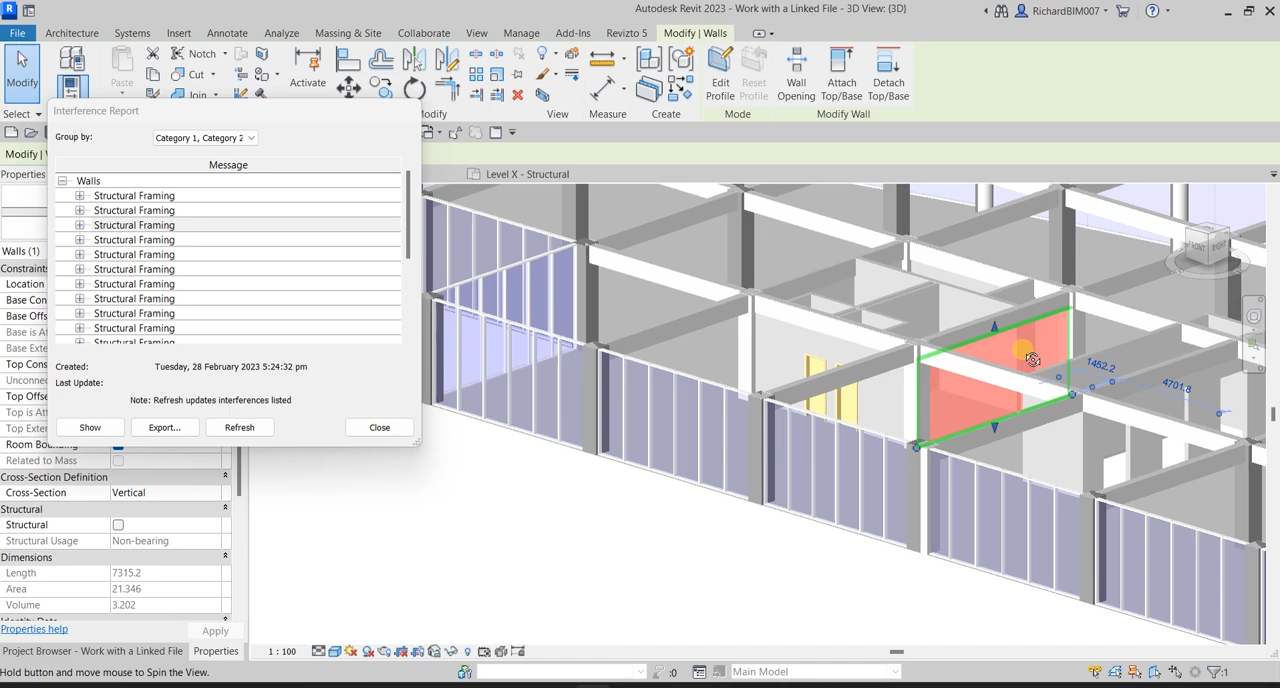 Autodesk Revit 2023 - Work with a Linked File - 3D View: {3D}
RichardBIM007
File Architecture Systems Insert Annotate Analyze Massing & Site Collaborate View Manage Add-Ins Revizto 5 Modify | Walls
Notch
Cut
Join
Modify
Paste
Activate
Edit
Profile
Reset
Profile
Wall
Opening
Attach
Top/Base
Detach
Top/Base
Select
View Measure Create Mode Modify Wall
Interference Report
Group by: Category 1, Category 2
Message
Walls
Structural Framing
Structural Framing
Structural Framing
Structural Framing
Structural Framing
Structural Framing
Structural Framing
Structural Framing
Structural Framing
Structural Framing
Structural Framing
Created: Tuesday, 28 February 2023 5:24:32 pm
Last Update:
Note: Refresh updates interferences listed
Show Export... Refresh Close
Level X - Structural
FRONT RIGHT
1452.2
4701.8
Modify |
Properties
Walls (1)
Constraints
Location
Base Con
Base Offs
Base is At
Base Exte
Top Cons
Unconne
Top Offse
Top is At
Top Exter
Room Bounding
Related to Mass
Cross-Section Definition
Cross-Section Vertical
Structural
Structural
Structural Usage Non-bearing
Dimensions
Length 7315.2
Area 21.346
Volume 3.202
Identity Data
Properties help Apply
Project Browser - Work with a Linked File Properties
1 : 100
Hold button and move mouse to Spin the View.
:0
Main Model
:1